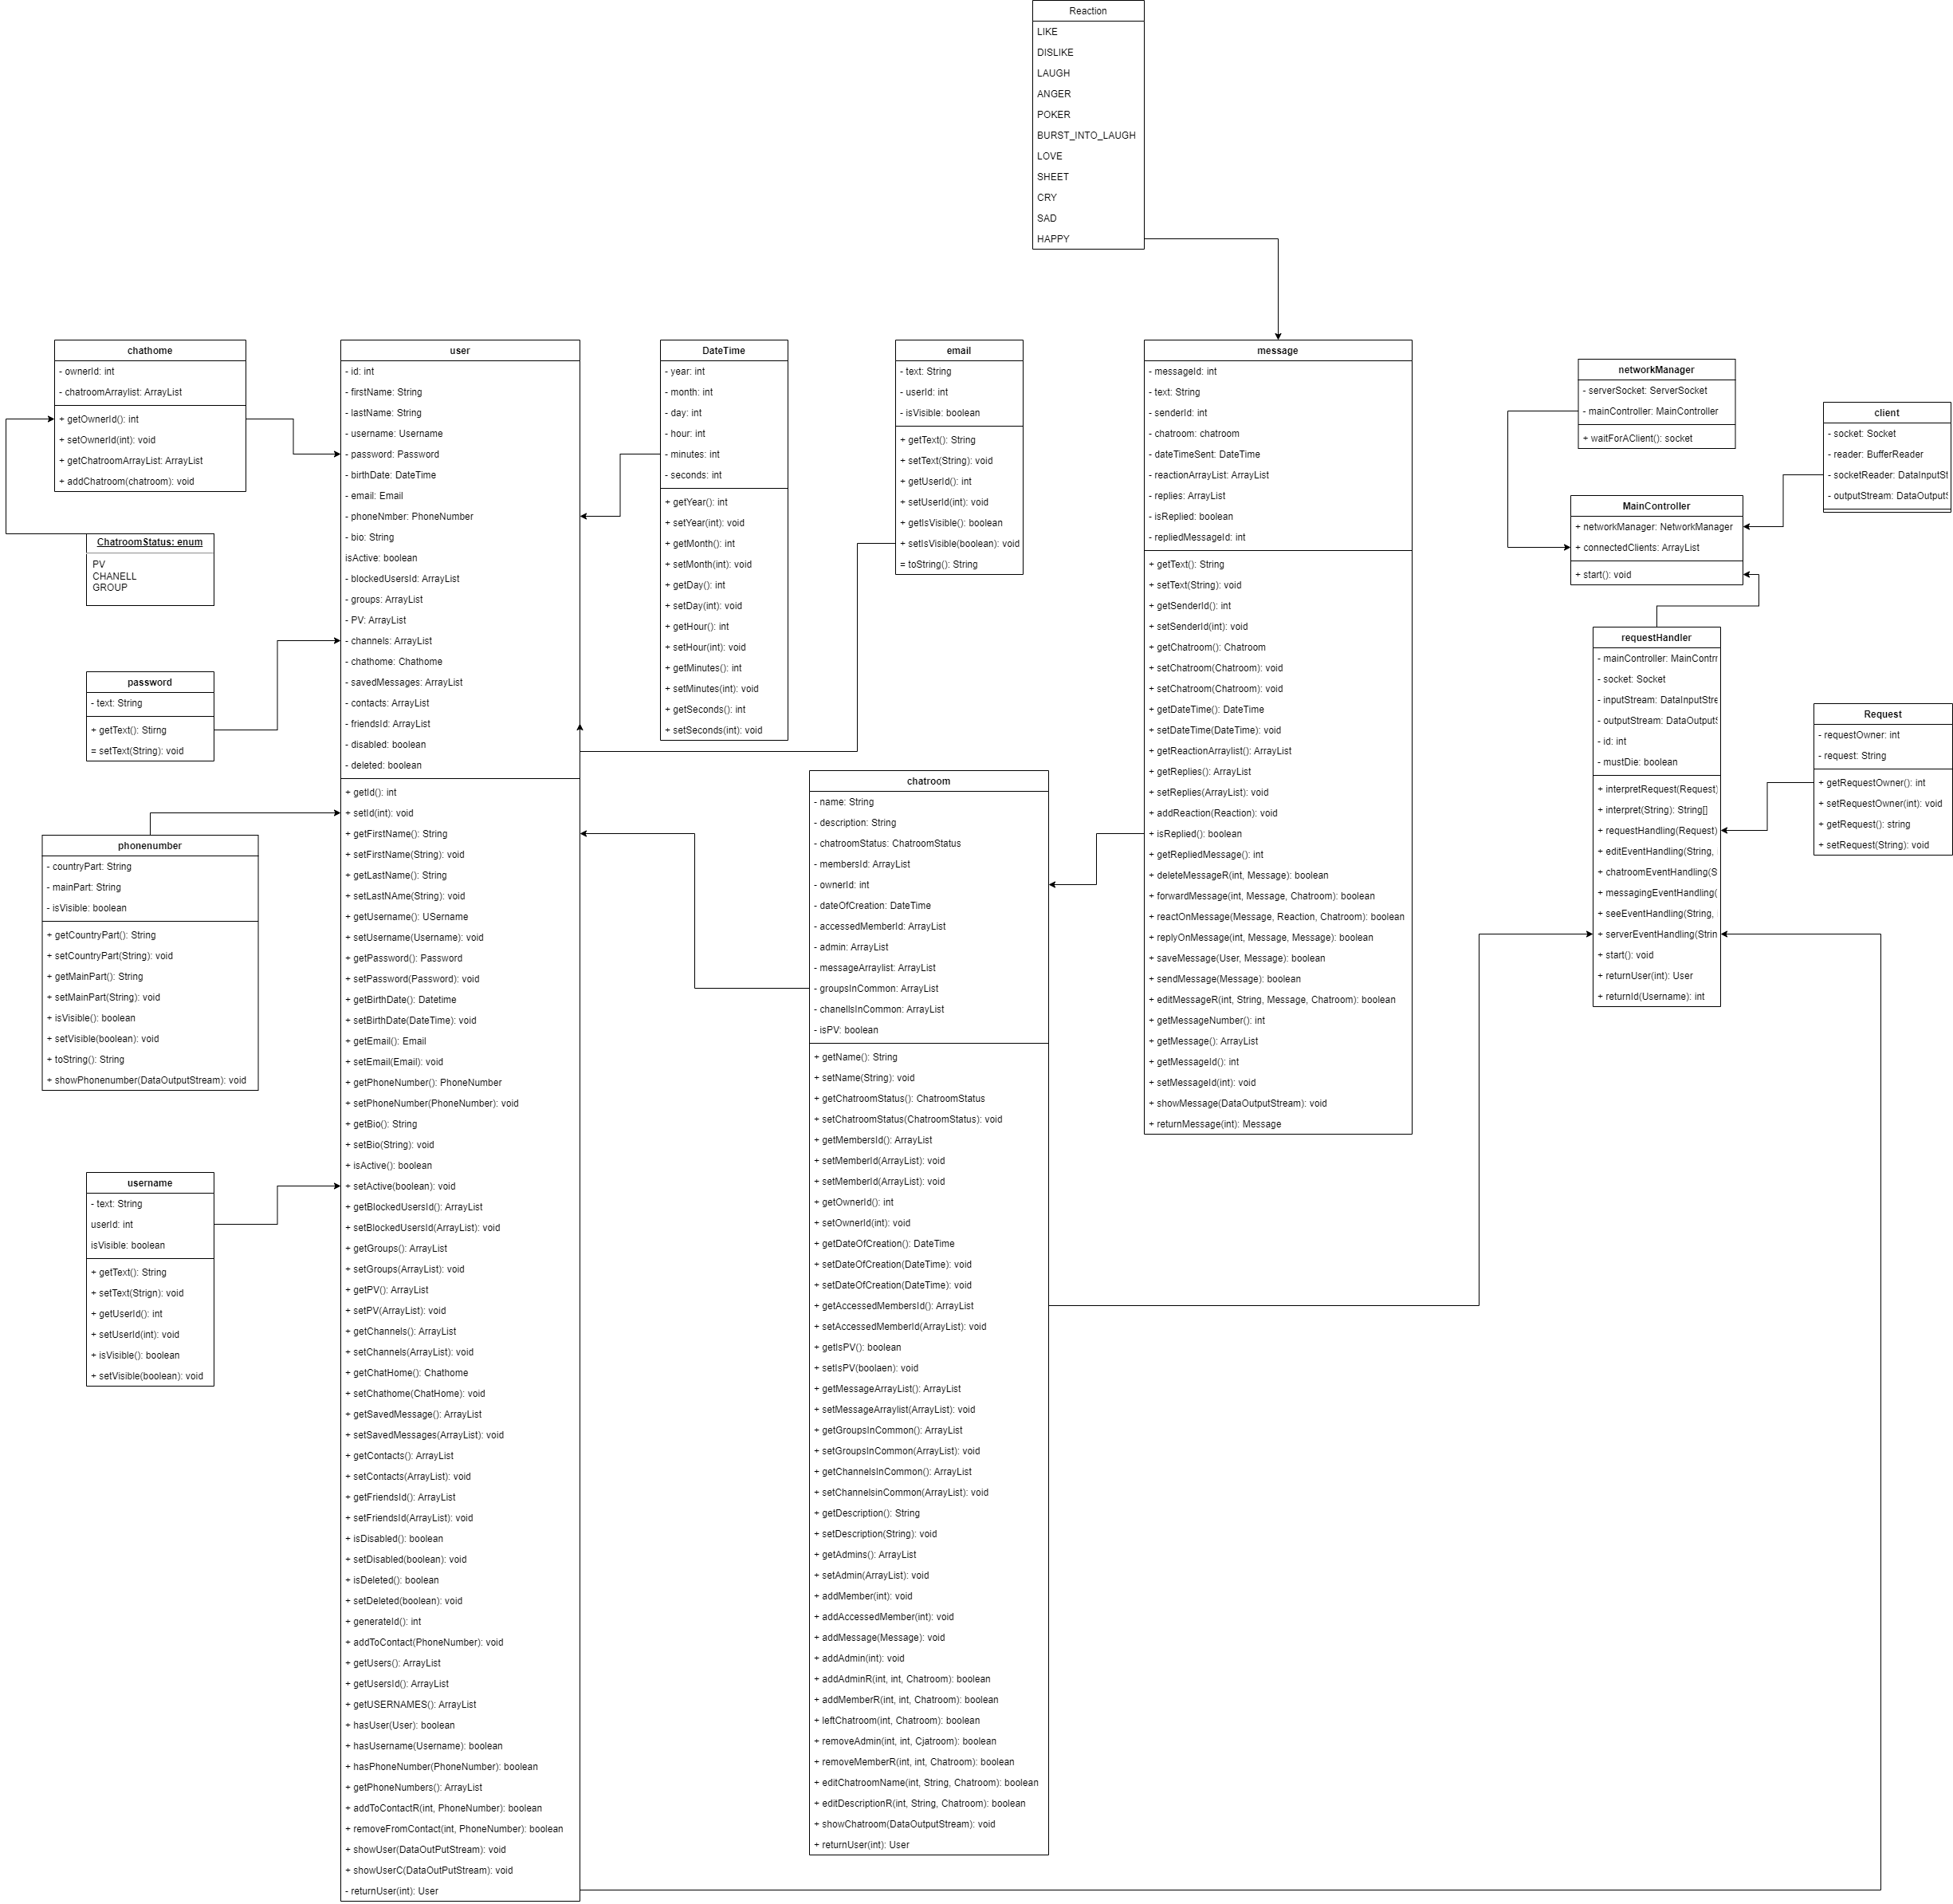 Reaction
LIKE
DISLIKE
LAUGH
ANGER
POKER
BURST_INTO_LAUGH
LOVE
SHEET
CRY
SAD
HAPPY
chathome
- ownerId: int
- chatroomArraylist: ArrayList
+ getOwnerId(): int
+ setOwnerId(int): void
+ getChatroomArrayList: ArrayList
+ addChatroom(chatroom): void
ChatroomStatus: enum
PV
CHANELL
GROUP
password
- text: String
+ getText(): Stirng
= setText(String): void
phonenumber
- countryPart: String
- mainPart: String
- isVisible: boolean
+ getCountryPart(): String
+ setCountryPart(String): void
+ getMainPart(): String
+ setMainPart(String): void
+ isVisible(): boolean
+ setVisible(boolean): void
+ toString(): String
+ showPhonenumber(DataOutputStream): void
username
- text: String
userId: int
isVisible: boolean
+ getText(): String
+ setText(Strign): void
+ getUserId(): int
+ setUserId(int): void
+ isVisible(): boolean
+ setVisible(boolean): void
user
- id: int
- firstName: String
- lastName: String
- username: Username
- password: Password
- birthDate: DateTime
- email: Email
- phoneNmber: PhoneNumber
- bio: String
isActive: boolean
- blockedUsersId: ArrayList
- groups: ArrayList
- PV: ArrayList
- channels: ArrayList
- chathome: Chathome
- savedMessages: ArrayList
- contacts: ArrayList
- friendsId: ArrayList
- disabled: boolean
- deleted: boolean
+ getId(): int
+ setId(int): void
+ getFirstName(): String
+ setFirstName(String): void
+ getLastName(): String
+ setLastNAme(String): void
+ getUsername(): USername
+ setUsername(Username): void
+ getPassword(): Password
+ setPassword(Password): void
+ getBirthDate(): Datetime
+ setBirthDate(DateTime): void
+ getEmail(): Email
+ setEmail(Email): void
+ getPhoneNumber(): PhoneNumber
+ setPhoneNumber(PhoneNumber): void
+ getBio(): String
+ setBio(String): void
+ isActive(): boolean
+ setActive(boolean): void
+ getBlockedUsersId(): ArrayList
+ setBlockedUsersId(ArrayList): void
+ getGroups(): ArrayList
+ setGroups(ArrayList): void
+ getPV(): ArrayList
+ setPV(ArrayList): void
+ getChannels(): ArrayList
+ setChannels(ArrayList): void
+ getChatHome(): Chathome
+ setChathome(ChatHome): void
+ getSavedMessage(): ArrayList
+ setSavedMessages(ArrayList): void
+ getContacts(): ArrayList
+ setContacts(ArrayList): void
+ getFriendsId(): ArrayList
+ setFriendsId(ArrayList): void
+ isDisabled(): boolean
+ setDisabled(boolean): void
+ isDeleted(): boolean
+ setDeleted(boolean): void
+ generateId(): int
+ addToContact(PhoneNumber): void
+ getUsers(): ArrayList
+ getUsersId(): ArrayList
+ getUSERNAMES(): ArrayList
+ hasUser(User): boolean
+ hasUsername(Username): boolean
+ hasPhoneNumber(PhoneNumber): boolean
+ getPhoneNumbers(): ArrayList
+ addToContactR(int, PhoneNumber): boolean
+ removeFromContact(int, PhoneNumber): boolean
+ showUser(DataOutPutStream): void
+ showUserC(DataOutPutStream): void
- returnUser(int): User
DateTime
- year: int
- month: int
- day: int
- hour: int
- minutes: int
- seconds: int
+ getYear(): int
+ setYear(int): void
+ getMonth(): int
+ setMonth(int): void
+ getDay(): int
+ setDay(int): void
+ getHour(): int
+ setHour(int): void
+ getMinutes(): int
+ setMinutes(int): void
+ getSeconds(): int
+ setSeconds(int): void
email
- text: String
- userId: int
- isVisible: boolean
+ getText(): String
+ setText(String): void
+ getUserId(): int
+ setUserId(int): void
+ getIsVisible(): boolean
+ setIsVisible(boolean): void
= toString(): String
chatroom
- name: String
- description: String
- chatroomStatus: ChatroomStatus
- membersId: ArrayList
- ownerId: int
- dateOfCreation: DateTime
- accessedMemberId: ArrayList
- admin: ArrayList
- messageArraylist: ArrayList
- groupsInCommon: ArrayList
- chanellsInCommon: ArrayList
- isPV: boolean
+ getName(): String
+ setName(String): void
+ getChatroomStatus(): ChatroomStatus
+ setChatroomStatus(ChatroomStatus): void
+ getMembersId(): ArrayList
+ setMemberId(ArrayList): void
+ setMemberId(ArrayList): void
+ getOwnerId(): int
+ setOwnerId(int): void
+ getDateOfCreation(): DateTime
+ setDateOfCreation(DateTime): void
+ setDateOfCreation(DateTime): void
+ getAccessedMembersId(): ArrayList
+ setAccessedMemberId(ArrayList): void
+ getIsPV(): boolean
+ setIsPV(boolaen): void
+ getMessageArrayList(): ArrayList
+ setMessageArraylist(ArrayList): void
+ getGroupsInCommon(): ArrayList
+ setGroupsInCommon(ArrayList): void
+ getChannelsInCommon(): ArrayList
+ setChannelsinCommon(ArrayList): void
+ getDescription(): String
+ setDescription(String): void
+ getAdmins(): ArrayList
+ setAdmin(ArrayList): void
+ addMember(int): void
+ addAccessedMember(int): void
+ addMessage(Message): void
+ addAdmin(int): void
+ addAdminR(int, int, Chatroom): boolean
+ addMemberR(int, int, Chatroom): boolean
+ leftChatroom(int, Chatroom): boolean
+ removeAdmin(int, int, Cjatroom): boolean
+ removeMemberR(int, int, Chatroom): boolean
+ editChatroomName(int, String, Chatroom): boolean
+ editDescriptionR(int, String, Chatroom): boolean
+ showChatroom(DataOutputStream): void
+ returnUser(int): User
message
- messageId: int
- text: String
- senderId: int
- chatroom: chatroom
- dateTimeSent: DateTime
- reactionArrayList: ArrayList
- replies: ArrayList
- isReplied: boolean
- repliedMessageId: int
+ getText(): String
+ setText(String): void
+ getSenderId(): int
+ setSenderId(int): void
+ getChatroom(): Chatroom
+ setChatroom(Chatroom): void
+ setChatroom(Chatroom): void
+ getDateTime(): DateTime
+ setDateTime(DateTime): void
+ getReactionArraylist(): ArrayList
+ getReplies(): ArrayList
+ setReplies(ArrayList): void
+ addReaction(Reaction): void
+ isReplied(): boolean
+ getRepliedMessage(): int
+ deleteMessageR(int, Message): boolean
+ forwardMessage(int, Message, Chatroom): boolean
+ reactOnMessage(Message, Reaction, Chatroom): boolean
+ replyOnMessage(int, Message, Message): boolean
+ saveMessage(User, Message): boolean
+ sendMessage(Message): boolean
+ editMessageR(int, String, Message, Chatroom): boolean
+ getMessageNumber(): int
+ getMessage(): ArrayList
+ getMessageId(): int
+ setMessageId(int): void
+ showMessage(DataOutputStream): void
+ returnMessage(int): Message
networkManager
- serverSocket: ServerSocket
- mainController: MainController
+ waitForAClient(): socket
client
- socket: Socket
- reader: BufferReader
- socketReader: DataInputSt
- outputStream: DataOutputS
MainController
+ networkManager: NetworkManager
+ connectedClients: ArrayList
+ start(): void
requestHandler
- mainController: MainContr
- socket: Socket
- inputStream: DataInputStre
- outputStream: DataOutputS
- id: int
- mustDie: boolean
+ interpretRequest(Request)
+ interpret(String): String[]
+ requestHandling(Request)
+ editEventHandling(String,
+ chatroomEventHandling(S
+ messagingEventHandling(
+ seeEventHandling(String,
+ serverEventHandling(Strin
+ start(): void
+ returnUser(int): User
+ returnId(Username): int
Request
- requestOwner: int
- request: String
+ getRequestOwner(): int
+ setRequestOwner(int): void
+ getRequest(): string
+ setRequest(String): void